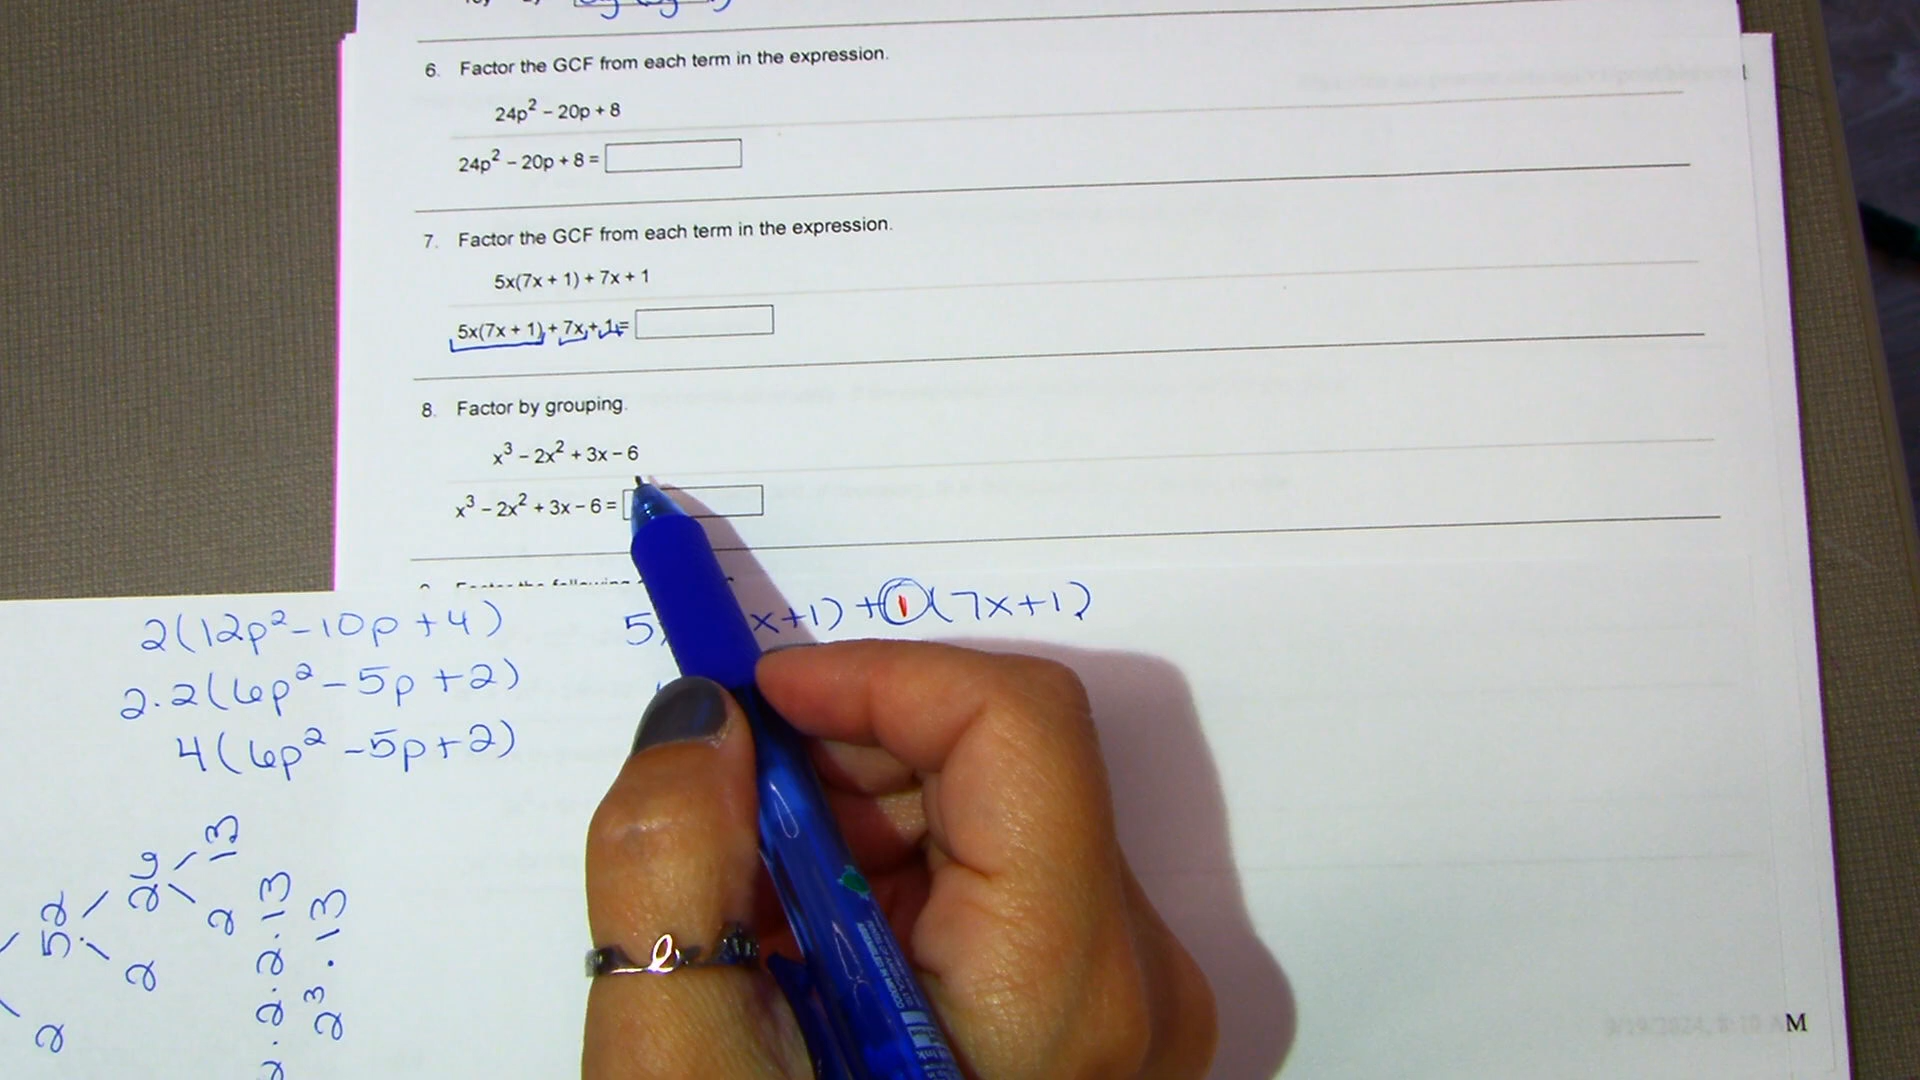 6. Factor the GCF from each term in the expression.
24p² – 20p + 8
24p² – 20p + 8 =
7. Factor the GCF from each term in the expression.
5x(7x + 1) + 7x + 1
5x(7x + 1) + 7x + 1 =
8. Factor by grouping.
x³ – 2x² + 3x – 6
x³ – 2x² + 3x – 6 =
2(12p²-10p+4)
2·2(6p²-5p+2)
4(6p²-5p+2)
x+1)+1(7x+1)
52
26
13
2
2
2
2·2·13
2³·13
M